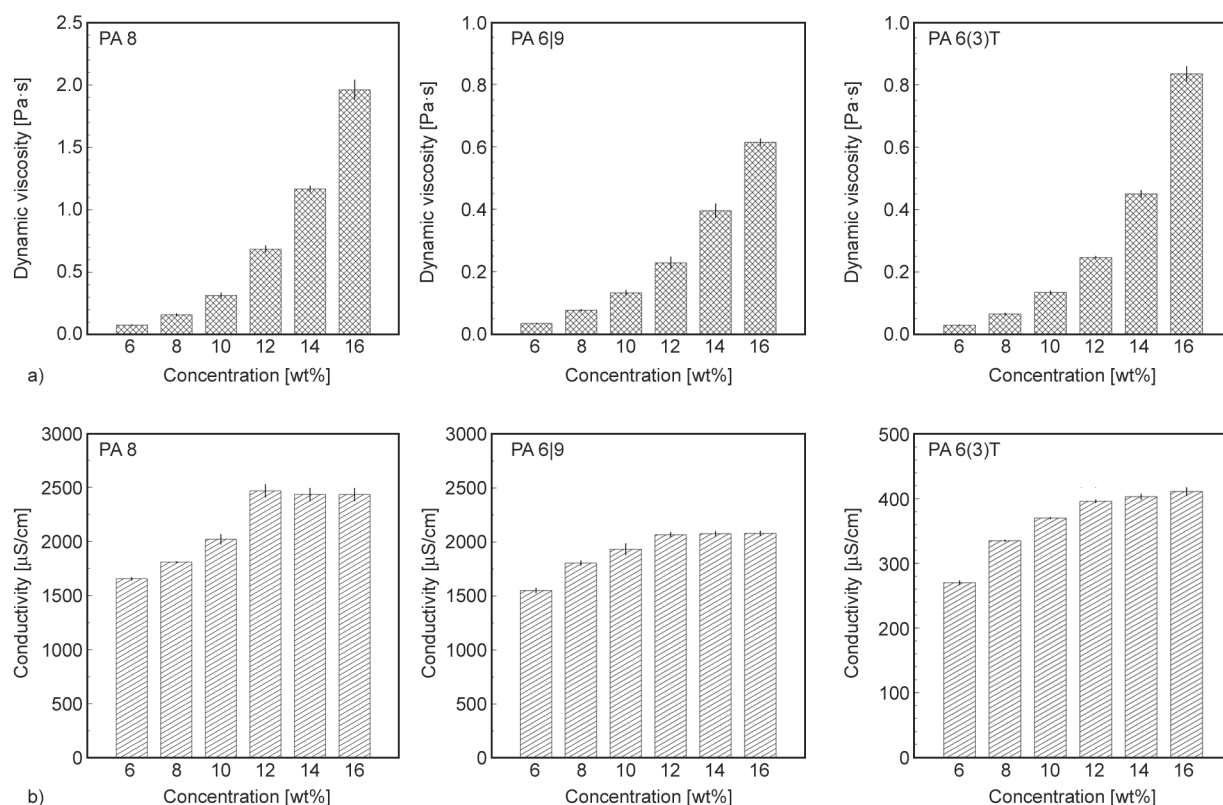 PA 8
Dynamic viscosity [Pa·s]
2.5
2.0
1.5
1.0
0.5
0.0
6 8 10 12 14 16
Concentration [wt%]
PA 6|9
Dynamic viscosity [Pa·s]
1.0
0.8
0.6
0.4
0.2
0.0
6 8 10 12 14 16
Concentration [wt%]
PA 6(3)T
Dynamic viscosity [Pa·s]
1.0
0.8
0.6
0.4
0.2
0.0
6 8 10 12 14 16
Concentration [wt%]
a)
PA 8
Conductivity [µS/cm]
3000
2500
2000
1500
1000
500
0
6 8 10 12 14 16
Concentration [wt%]
PA 6|9
Conductivity [µS/cm]
3000
2500
2000
1500
1000
500
0
6 8 10 12 14 16
Concentration [wt%]
PA 6(3)T
Conductivity [µS/cm]
500
400
300
200
100
0
6 8 10 12 14 16
Concentration [wt%]
b)